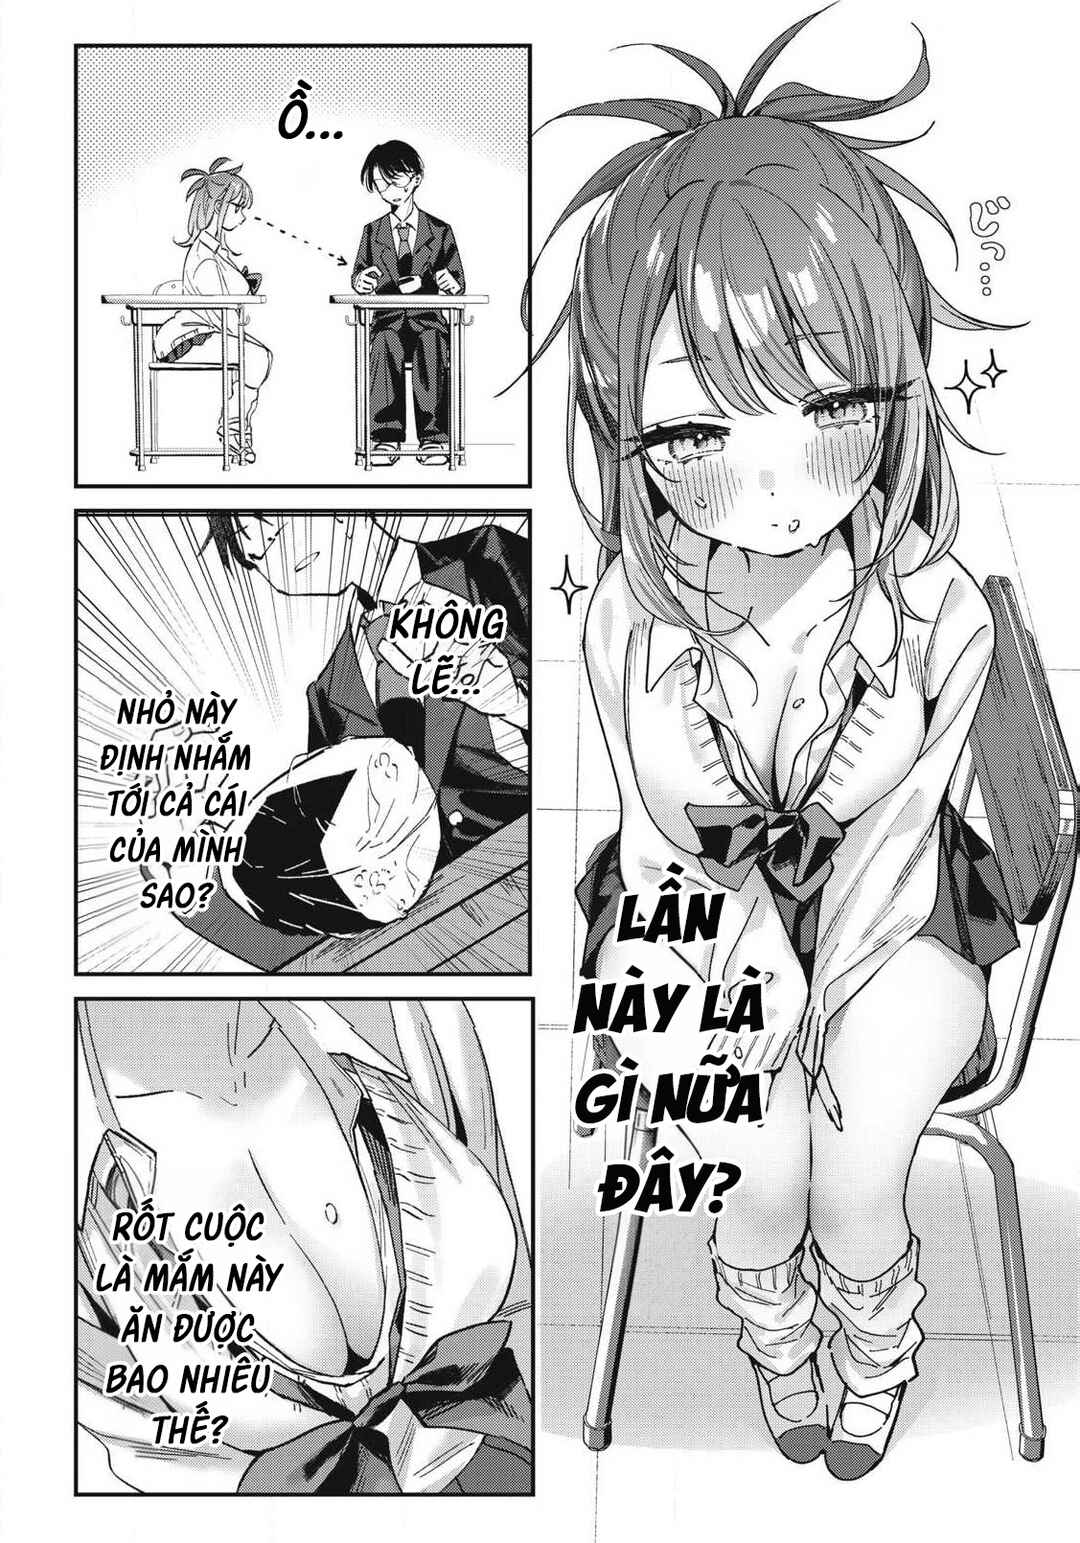 じっ…
LẦN
NÀY LÀ
GÌ NỮA
ĐÂY?
Ồ...
KHÔNG
LẼ...
NHỎ NÀY
ĐỊNH NHẮM
TỚI CẢ CÁI
CỦA MÌNH
SAO?
RỐT CUỘC
LÀ MẮM NÀY
ĂN ĐƯỢC
BAO NHIÊU
THẾ?